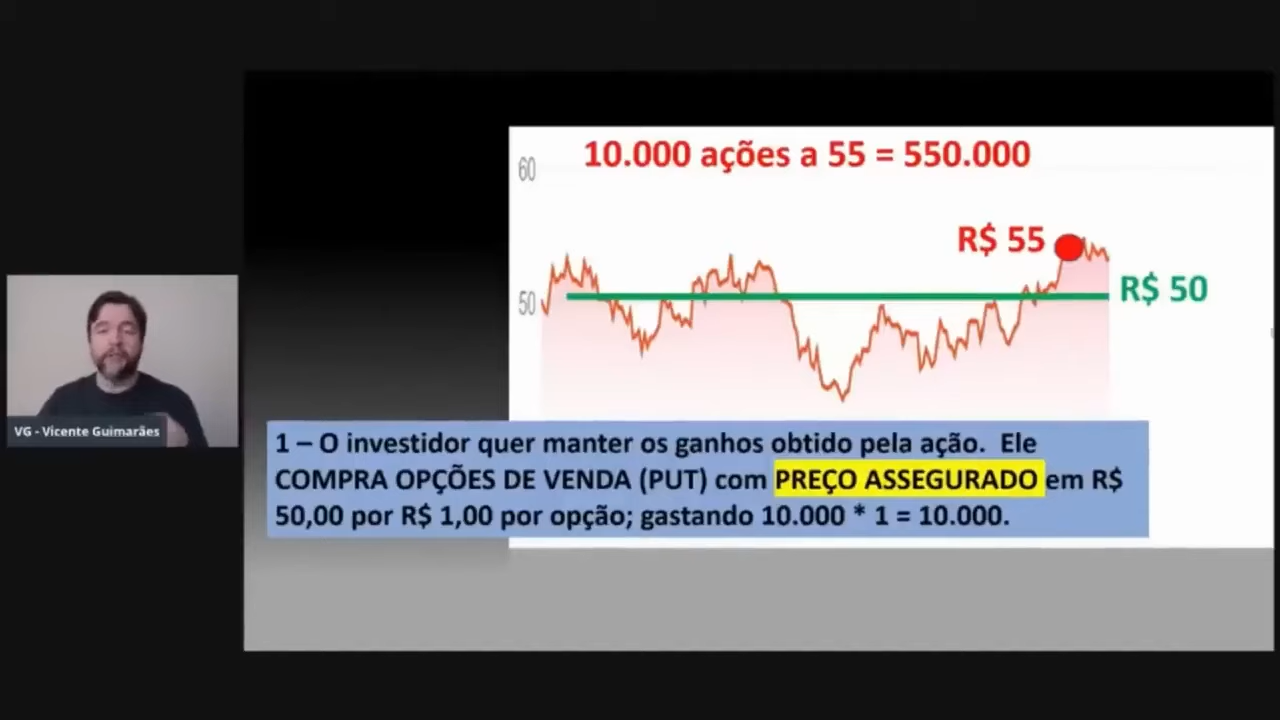 10.000 ações a 55 = 550.000
60
R$ 55
R$ 50
50
VG - Vicente Guimarães
1 – O investidor quer manter os ganhos obtido pela ação. Ele
COMPRA OPÇÕES DE VENDA (PUT) com PREÇO ASSEGURADO em R$
50,00 por R$ 1,00 por opção; gastando 10.000 * 1 = 10.000.